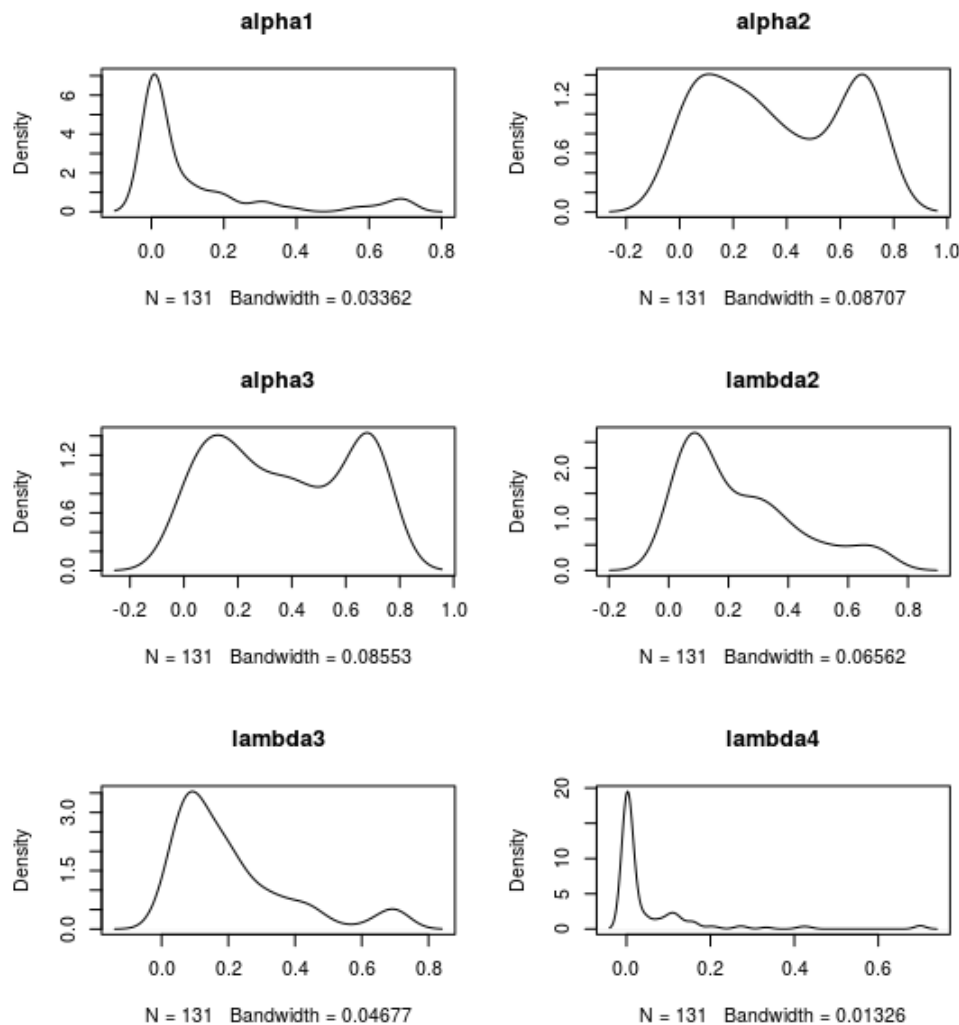 alpha1
Density
0 2 4 6
0.0 0.2 0.4 0.6 0.8
N = 131 Bandwidth = 0.03362
alpha2
Density
0.0 0.6 1.2
-0.2 0.0 0.2 0.4 0.6 0.8 1.0
N = 131 Bandwidth = 0.08707
alpha3
Density
0.0 0.6 1.2
-0.2 0.0 0.2 0.4 0.6 0.8 1.0
N = 131 Bandwidth = 0.08553
lambda2
Density
0.0 1.0 2.0
-0.2 0.0 0.2 0.4 0.6 0.8
N = 131 Bandwidth = 0.06562
lambda3
Density
0.0 1.5 3.0
0.0 0.2 0.4 0.6 0.8
N = 131 Bandwidth = 0.04677
lambda4
Density
0 5 10 20
0.0 0.2 0.4 0.6
N = 131 Bandwidth = 0.01326